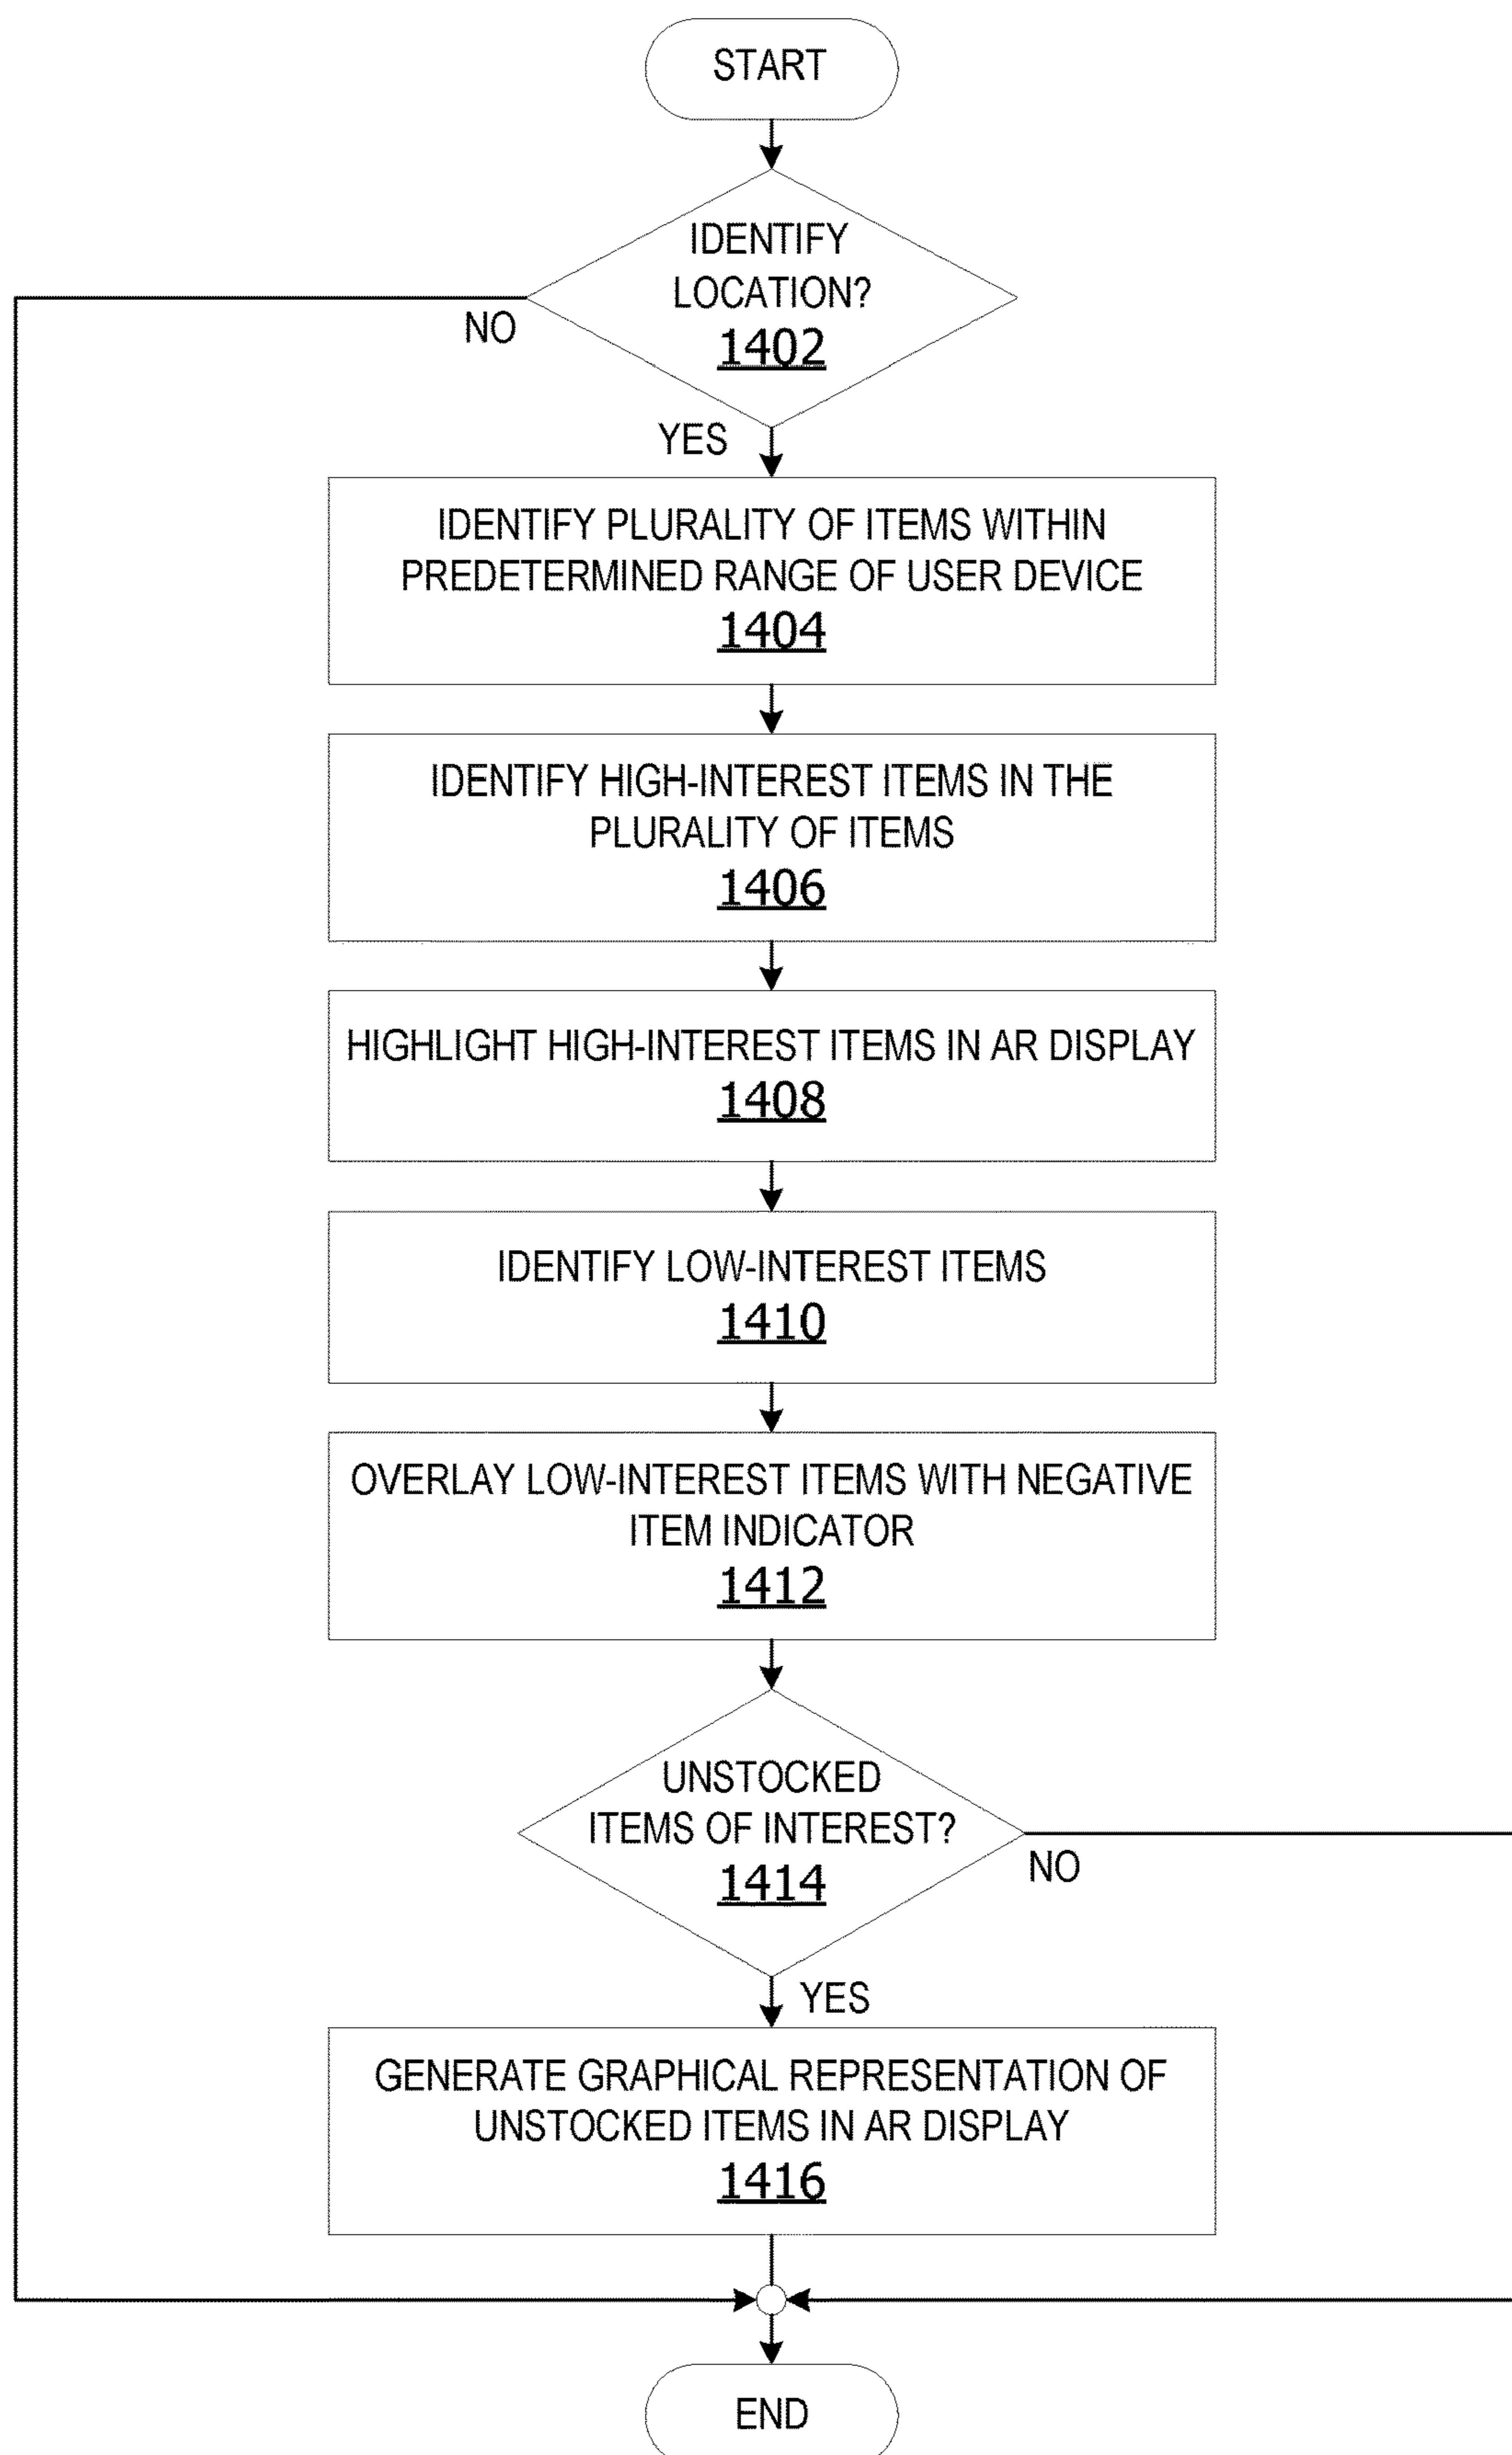 START
IDENTIFY
LOCATION?
1402
NO
YES
IDENTIFY PLURALITY OF ITEMS WITHIN
PREDETERMINED RANGE OF USER DEVICE
1404
IDENTIFY HIGH-INTEREST ITEMS IN THE
PLURALITY OF ITEMS
1406
HIGHLIGHT HIGH-INTEREST ITEMS IN AR DISPLAY
1408
IDENTIFY LOW-INTEREST ITEMS
1410
OVERLAY LOW-INTEREST ITEMS WITH NEGATIVE
ITEM INDICATOR
1412
UNSTOCKED
ITEMS OF INTEREST?
1414
NO
YES
GENERATE GRAPHICAL REPRESENTATION OF
UNSTOCKED ITEMS IN AR DISPLAY
1416
END